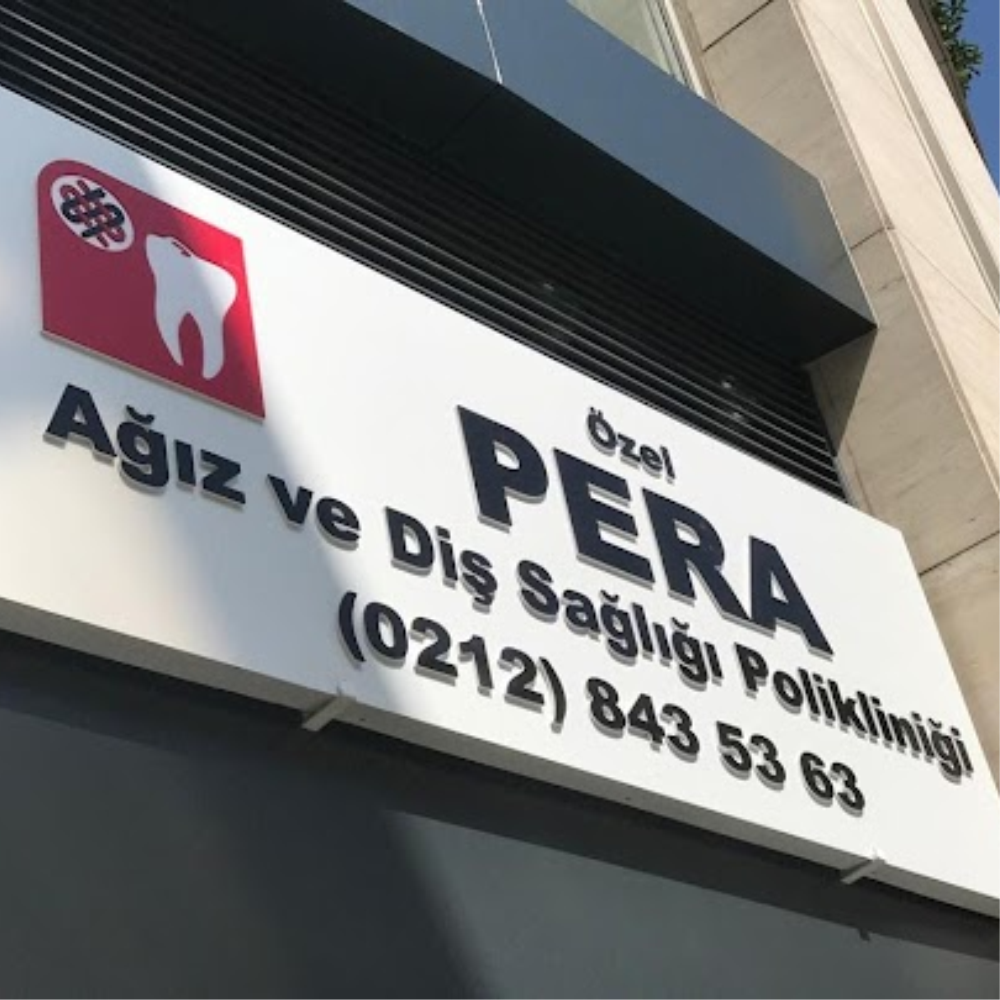 Özel
PERA
Ağız ve Diş Sağlığı Polikliniği
(0212) 843 53 63